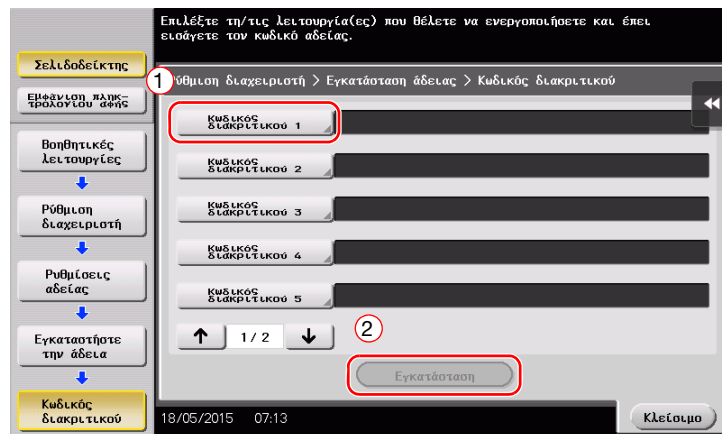 Επιλέξτε τη/τις λειτουργία(ες) που θέλετε να ενεργοποιήσετε και έπει
εισάγετε τον κωδικό αδείας.
Σελιδοδείκτης
Εμφάνιση πληκ-
τρολογίου αφής
Βοηθητικές
λειτουργίες
Ρύθμιση
διαχειριστή
Ρυθμίσεις
αδείας
Εγκαταστήστε
την άδεια
Κωδικός
διακριτικού
1
ύθμιση διαχειριστή > Εγκατάσταση άδειας > Κωδικός διακριτικού
Κωδικός
διακριτικού 1
Κωδικός
διακριτικού 2
Κωδικός
διακριτικού 3
Κωδικός
διακριτικού 4
Κωδικός
διακριτικού 5
↑ 1/ 2 ↓
2
Εγκατάσταση
18/05/2015 07:13
Κλείσιμο